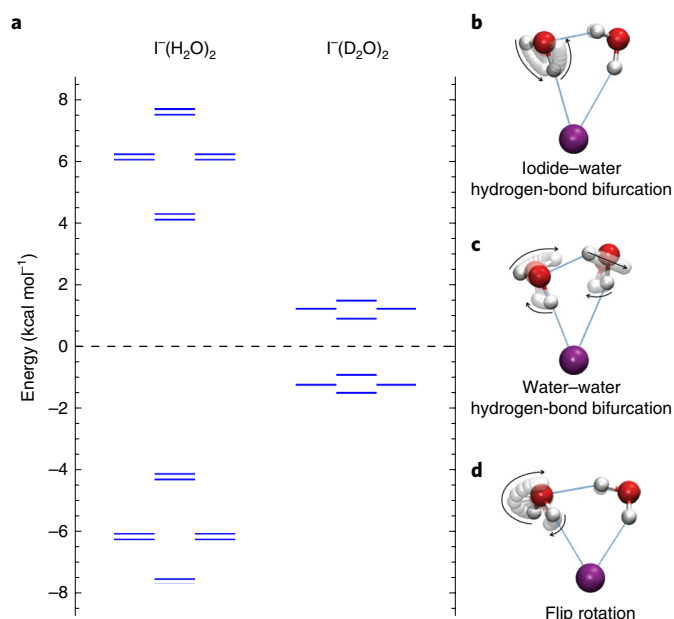 a
I⁻(H₂O)₂
I⁻(D₂O)₂
8
6
4
2
0
−2
−4
−6
−8
Energy (kcal mol⁻¹)
b
Iodide–water
hydrogen-bond bifurcation
c
Water–water
hydrogen-bond bifurcation
d
Flip rotation